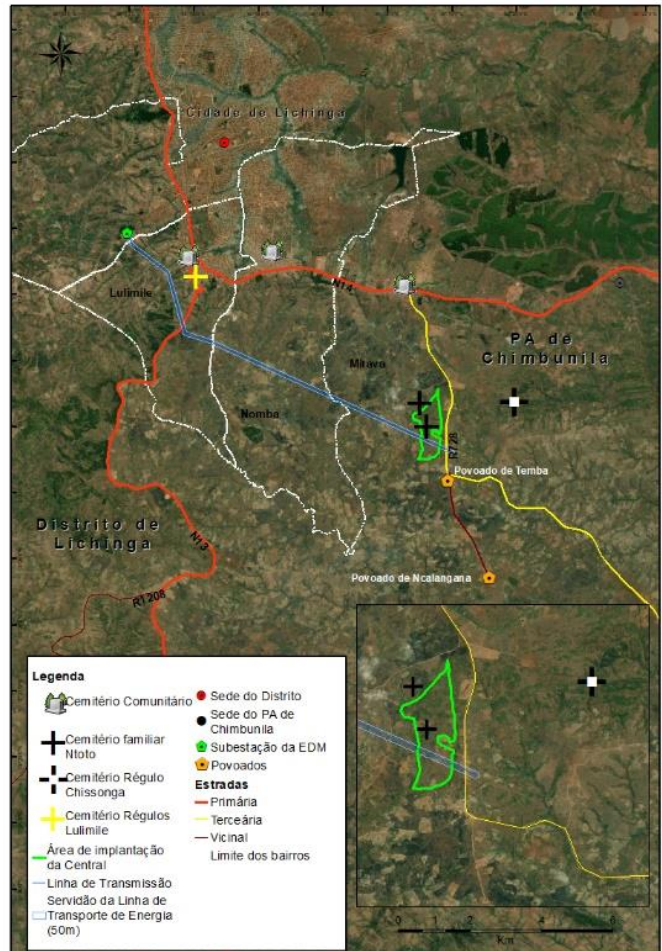 Cidade de Lichinga
Lulimile
N14
PA de
Chimbunila
Mirava
Nomba
R728
Povoado de Temba
Distrito de
Lichinga
N13
Povoado de Ncalangana
R1208
Legenda
Cemitério Comunitário
Cemitério familiar
Ntoto
Cemitério Régulo
Chissonga
Cemitério Régulos
Lulimile
Área de implantação
da Central
Linha de Transmissão
Servidão da Linha de
Transporte de Energia
(50m)
Sede do Distrito
Sede do PA de
Chimbunila
Subestação da EDM
Povoados
Estradas
Primária
Terceária
Vicinal
Limite dos bairros
0 2 4 6
Km